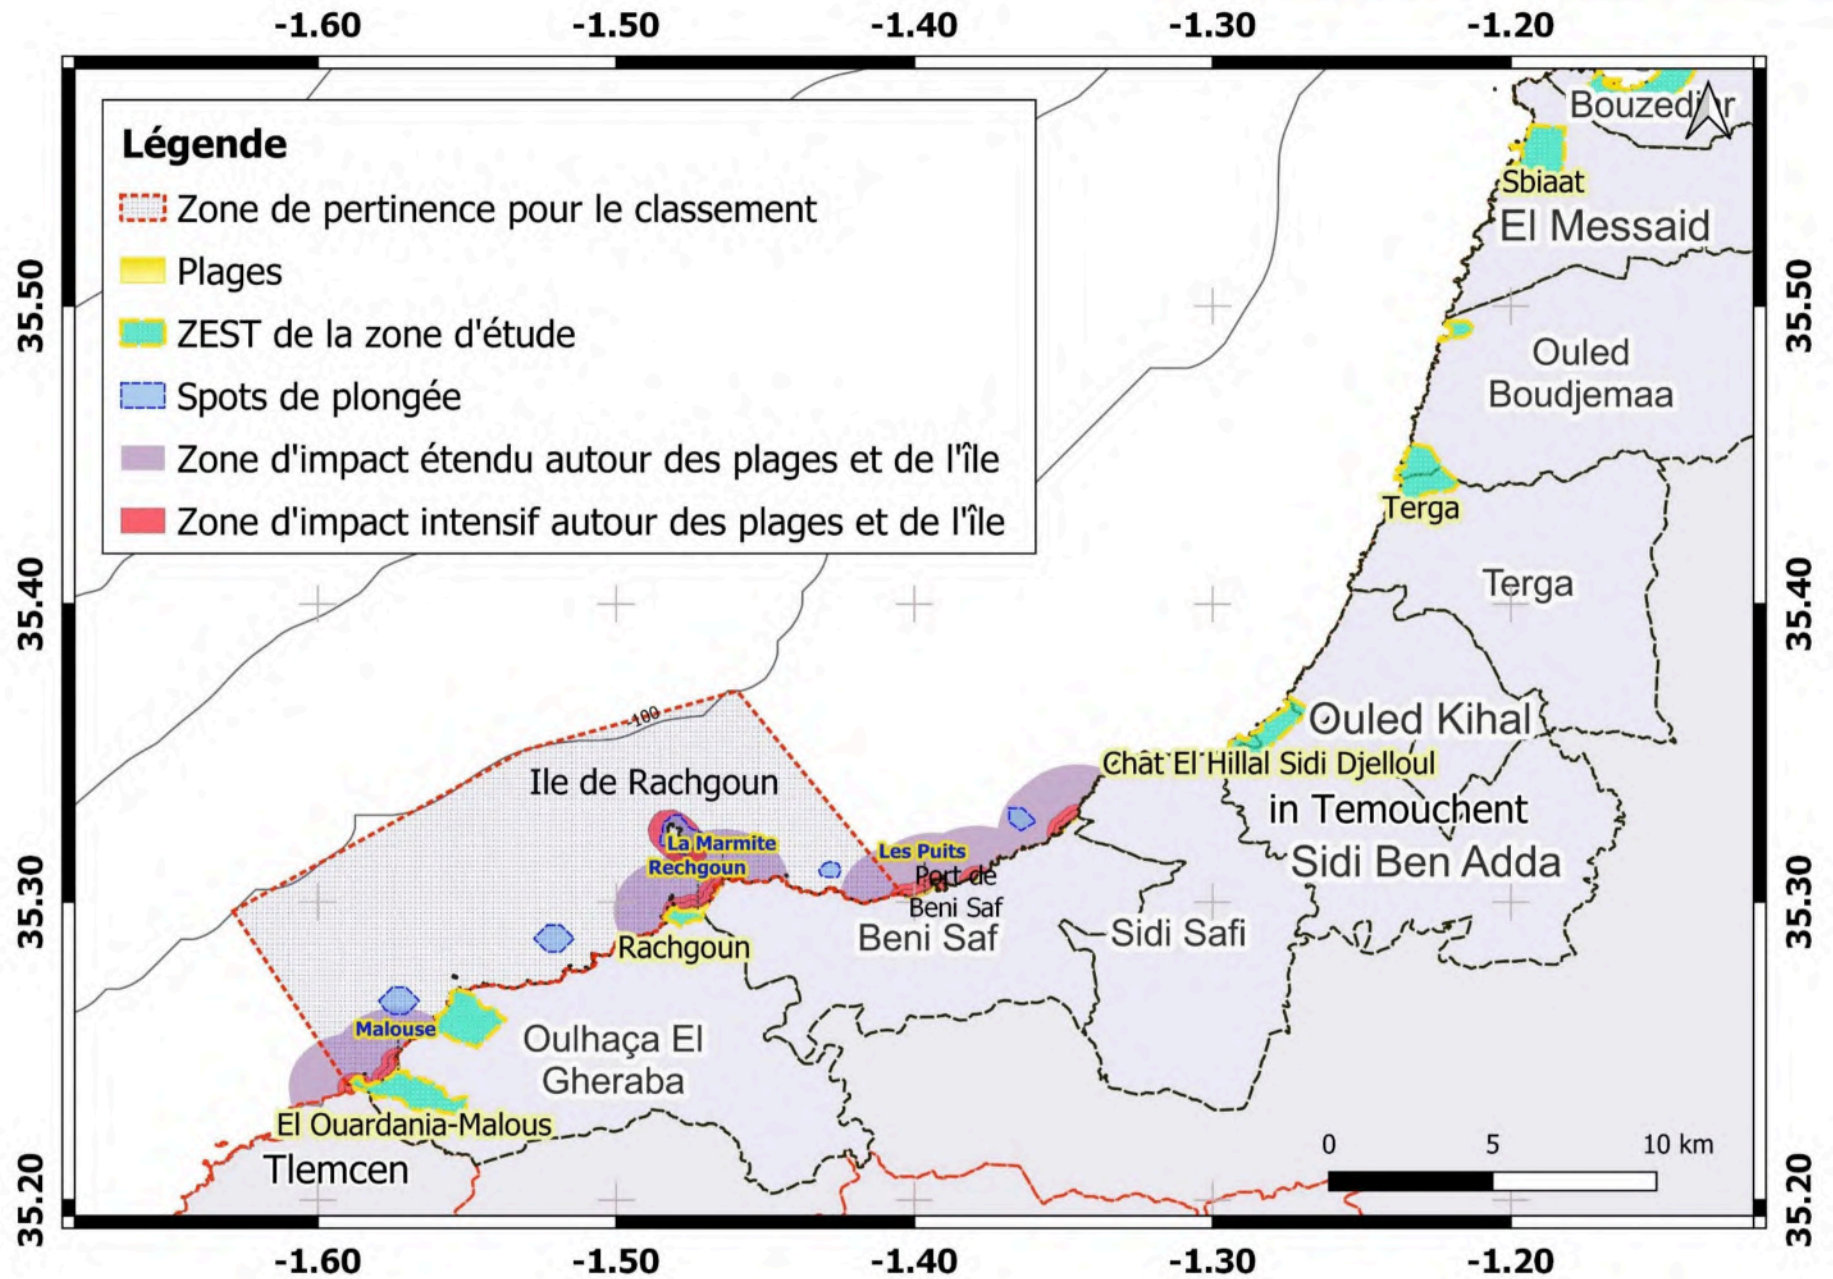 -1.60 -1.50 -1.40 -1.30 -1.20
Légende
Zone de pertinence pour le classement
Plages
ZEST de la zone d'étude
Spots de plongée
Zone d'impact étendu autour des plages et de l'île
Zone d'impact intensif autour des plages et de l'île
Bouzedjar
Sbiaat
El Messaid
35.50 35.50
Ouled
Boudjemaa
Terga
Terga
35.40 35.40
-100
Ouled Kihal
Chat El Hillal Sidi Djelloul
Ile de Rachgoun
in Temouchent
La Marmite
Les Puits
Rechgoun
Sidi Ben Adda
Port de
Beni Saf
35.30 35.30
Beni Saf
Sidi Safi
Rachgoun
Malouse
Oulhaça El
Gheraba
El Ouardania-Malous
Tlemcen
0 5 10 km
35.20 35.20
-1.60 -1.50 -1.40 -1.30 -1.20